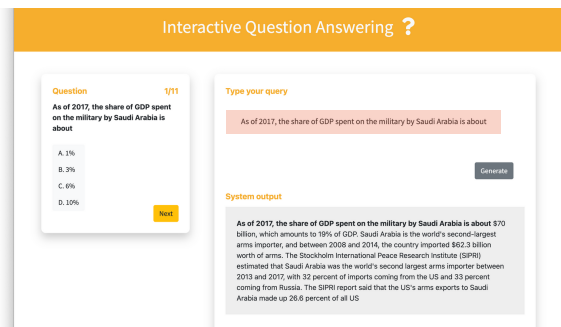 Interactive Question Answering ?
Question 1/11
As of 2017, the share of GDP spent
on the military by Saudi Arabia is
about
A. 1%
B. 3%
C. 6%
D. 10%
Next
Type your query
As of 2017, the share of GDP spent on the military by Saudi Arabia is about
Generate
System output
As of 2017, the share of GDP spent on the military by Saudi Arabia is about $70
billion, which amounts to 19% of GDP. Saudi Arabia is the world's second-largest
arms importer, and between 2008 and 2014, the country imported $62.3 billion
worth of arms. The Stockholm International Peace Research Institute (SIPRI)
estimated that Saudi Arabia was the world's second largest arms importer between
2013 and 2017, with 32 percent of imports coming from the US and 33 percent
coming from Russia. The SIPRI report said that the US's arms exports to Saudi
Arabia made up 26.6 percent of all US